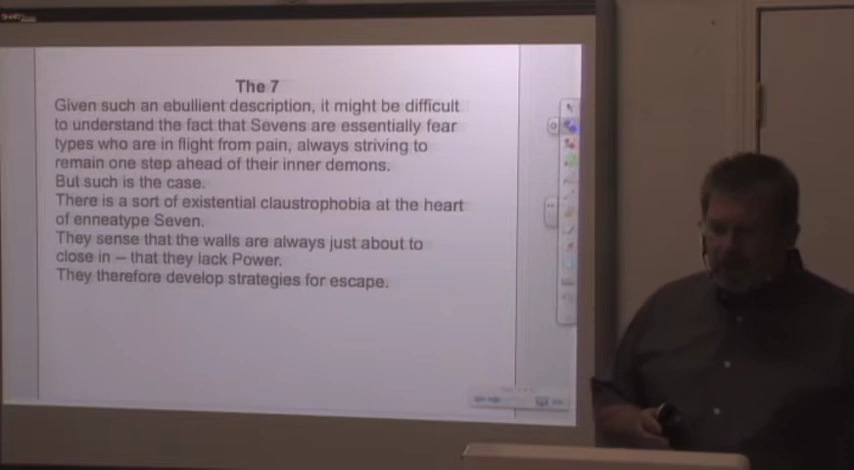 SMART
The 7
Given such an ebullient description, it might be difficult
to understand the fact that Sevens are essentially fear
types who are in flight from pain, always striving to
remain one step ahead of their inner demons.
But such is the case.
There is a sort of existential claustrophobia at the heart
of enneatype Seven.
They sense that the walls are always just about to
close in – that they lack Power.
They therefore develop strategies for escape.